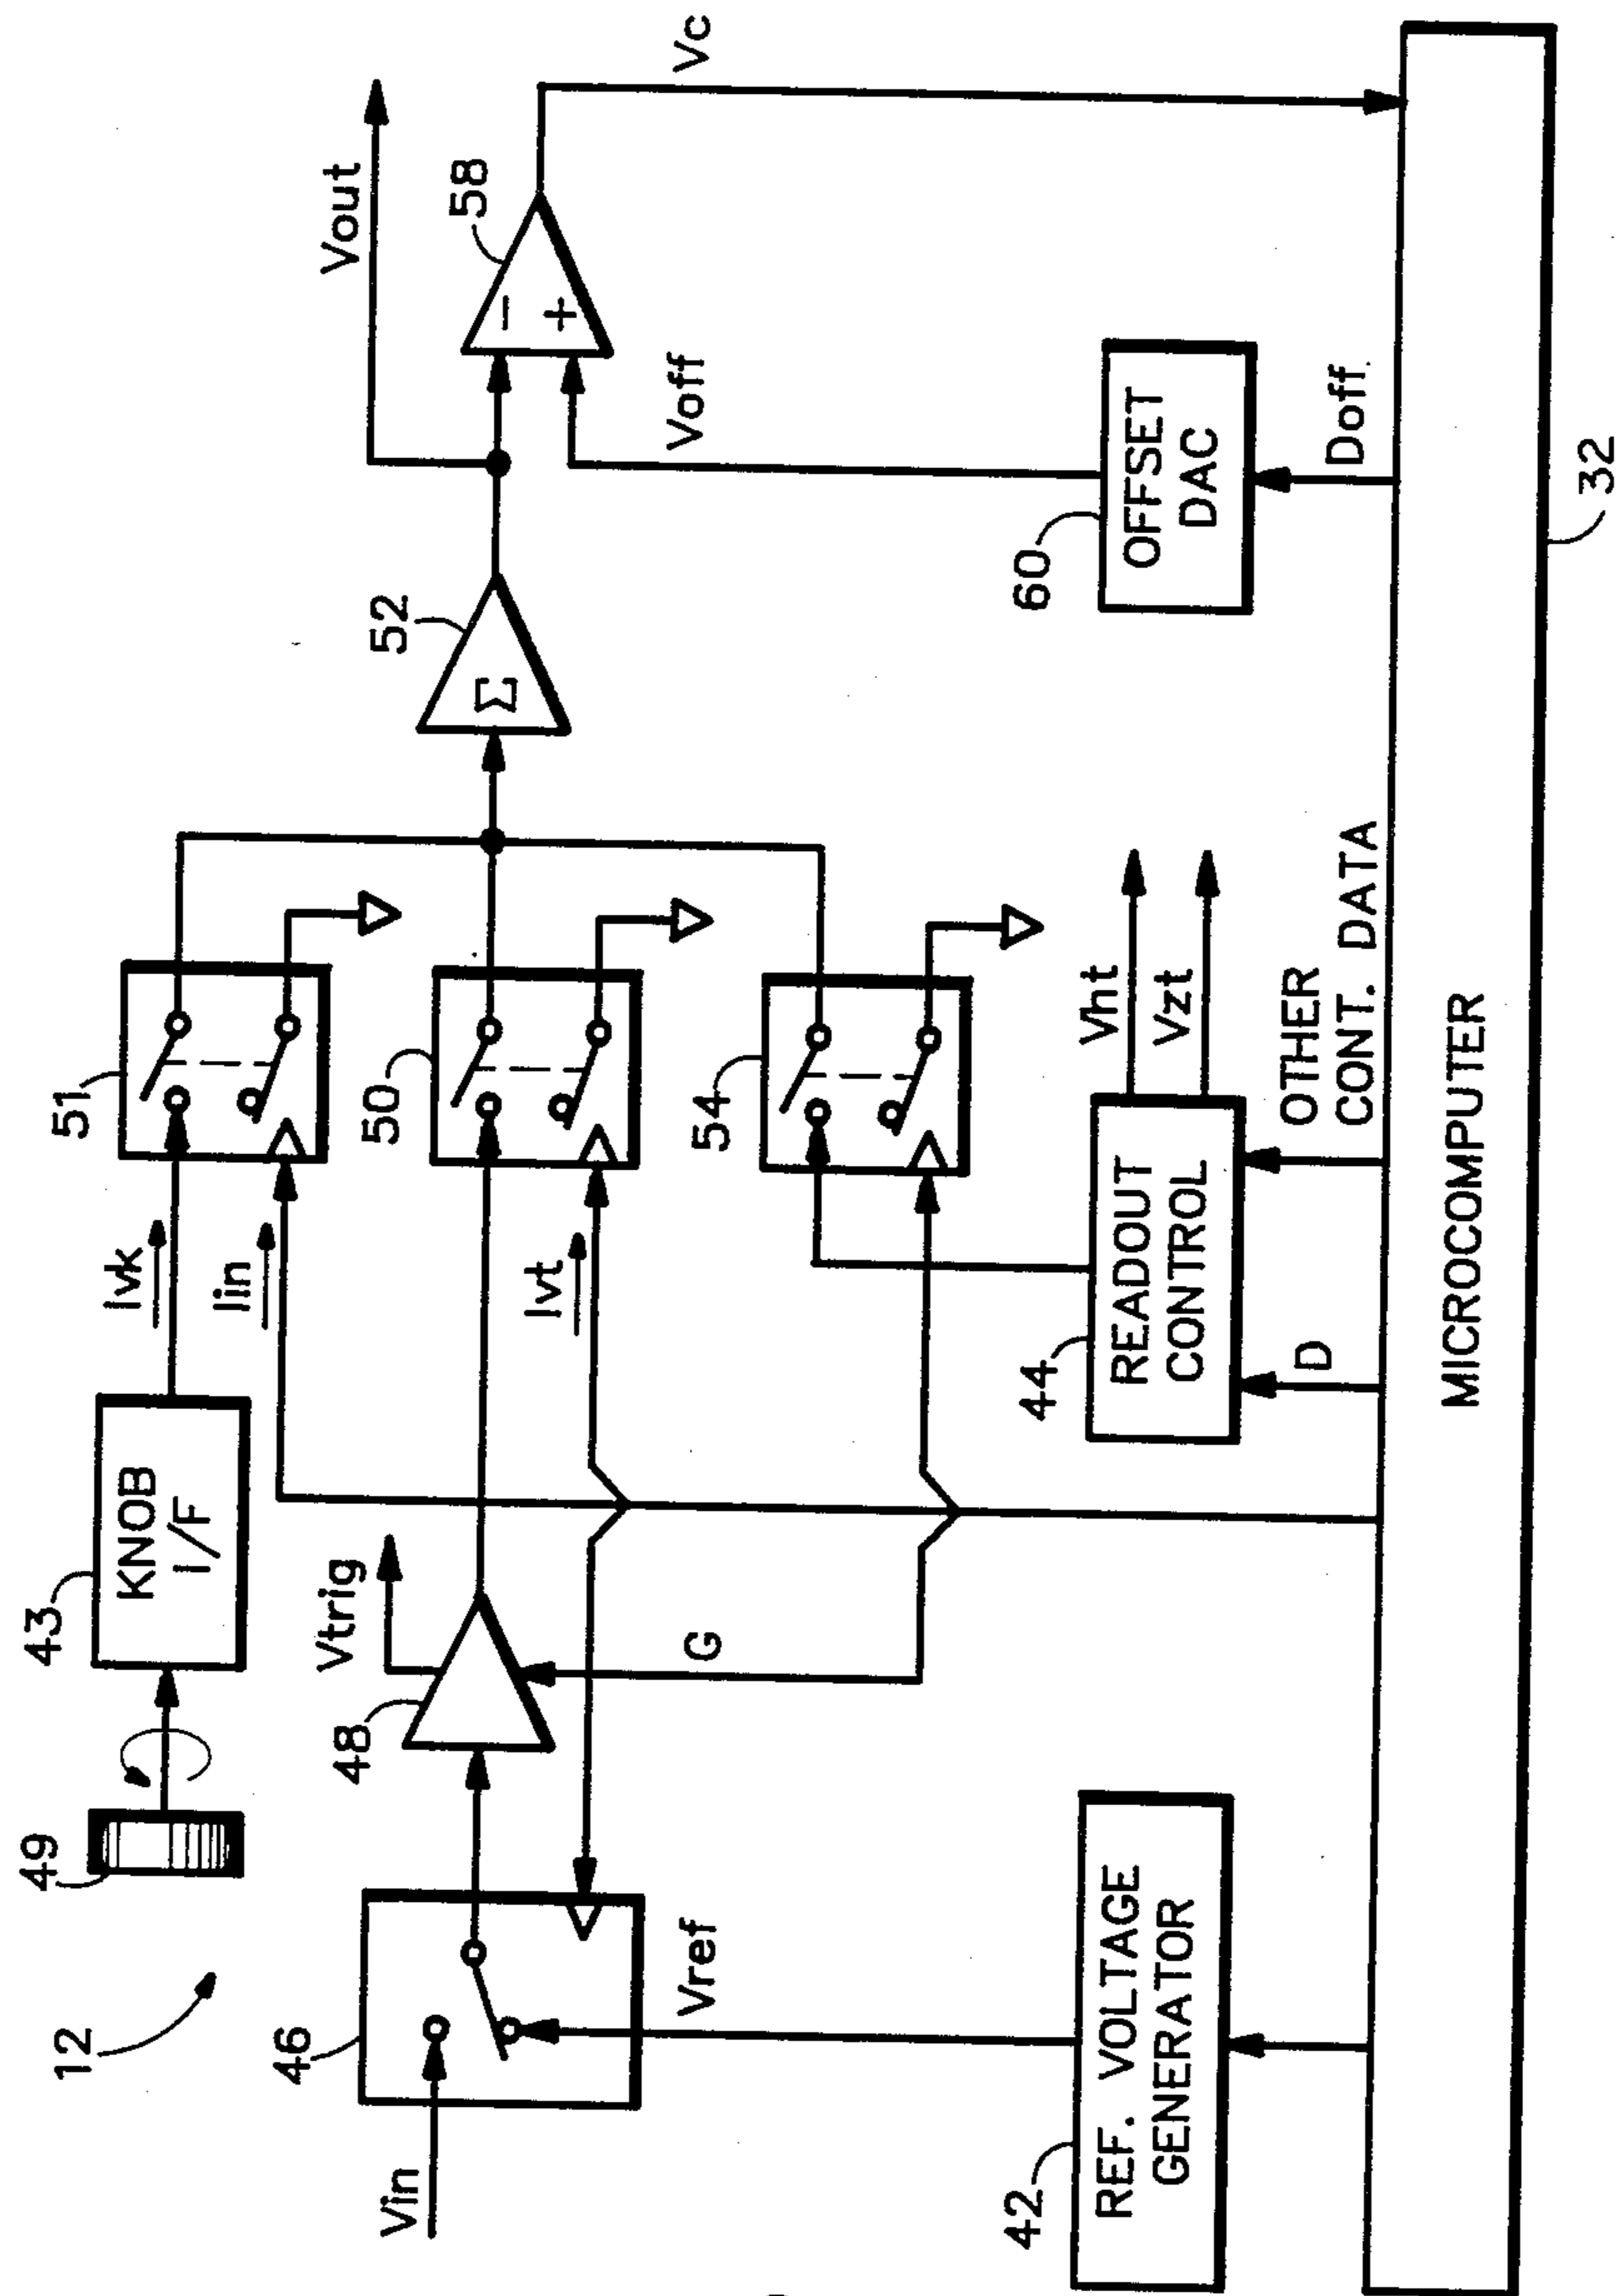 12
49
43
KNOB
I/F
Ivk
Iin
51
Vin
46
Vref
48
Vtrig
G
Ivt
50
54
52
Σ
Vout
58
−
+
Vc
Voff
42
REF. VOLTAGE
GENERATOR
44
READOUT
CONTROL
D
Vht
Vzt
OTHER
CONT. DATA
60
OFFSET
DAC
Doff
MICROCOMPUTER
32